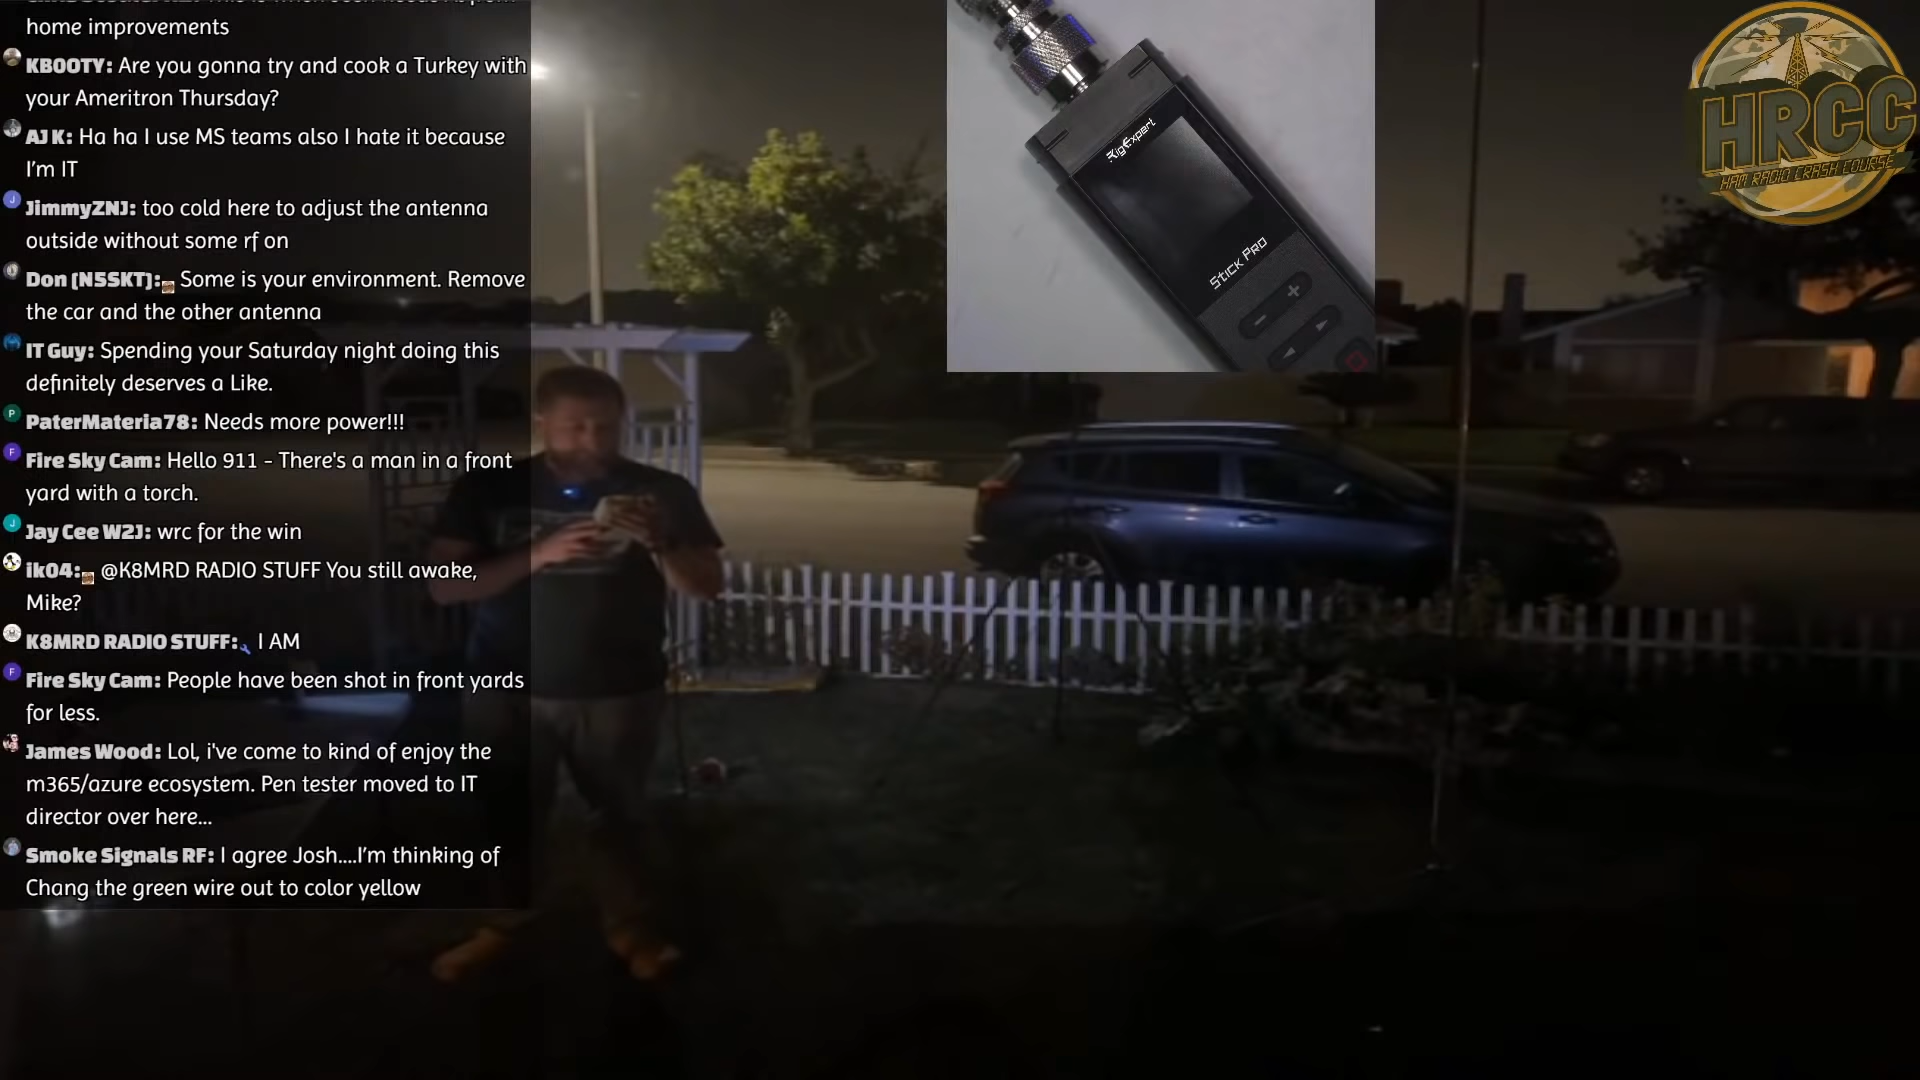 home improvements
KBOOTY: Are you gonna try and cook a Turkey with
your Ameritron Thursday?
AJ K: Ha ha I use MS teams also I hate it because
I'm IT
JimmyZNJ: too cold here to adjust the antenna
outside without some rf on
Don (N5SKT): Some is your environment. Remove
the car and the other antenna
IT Guy: Spending your Saturday night doing this
definitely deserves a Like.
PaterMateria78: Needs more power!!!
Fire Sky Cam: Hello 911 - There's a man in a front
yard with a torch.
Jay Cee W2J: wrc for the win
ik04: @K8MRD RADIO STUFF You still awake,
Mike?
K8MRD RADIO STUFF: I AM
Fire Sky Cam: People have been shot in front yards
for less.
James Wood: Lol, i've come to kind of enjoy the
m365/azure ecosystem. Pen tester moved to IT
director over here...
Smoke Signals RF: I agree Josh....I'm thinking of
Chang the green wire out to color yellow
RigExpert
Stick Pro
HRCC
HAM RADIO CRASH COURSE